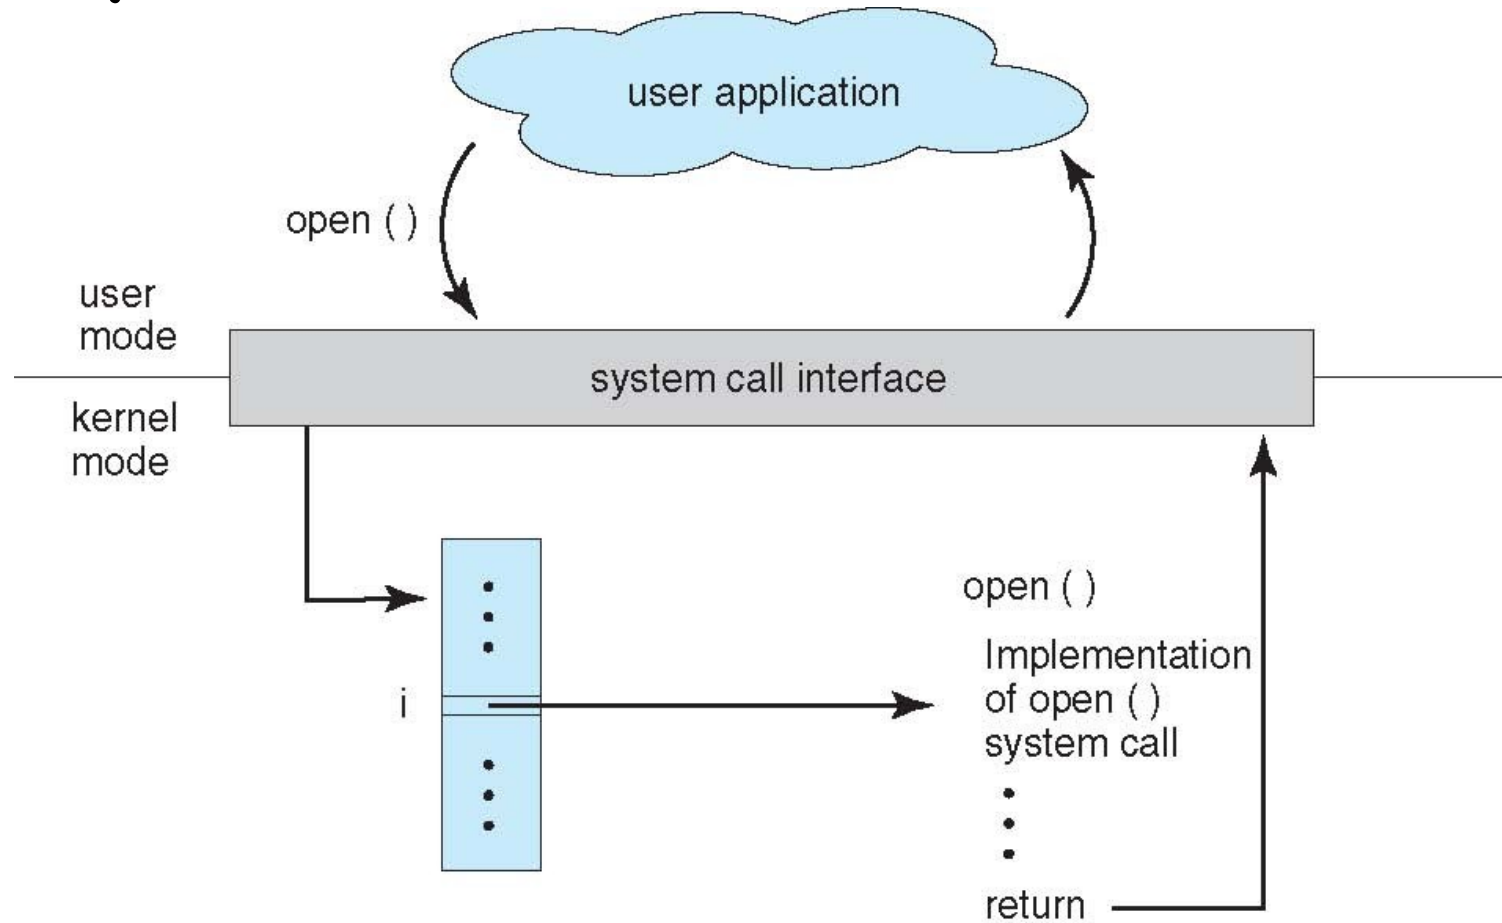 user application
open ( )
user
mode
system call interface
kernel
mode
open ( )
Implementation
of open ( )
system call
i
return